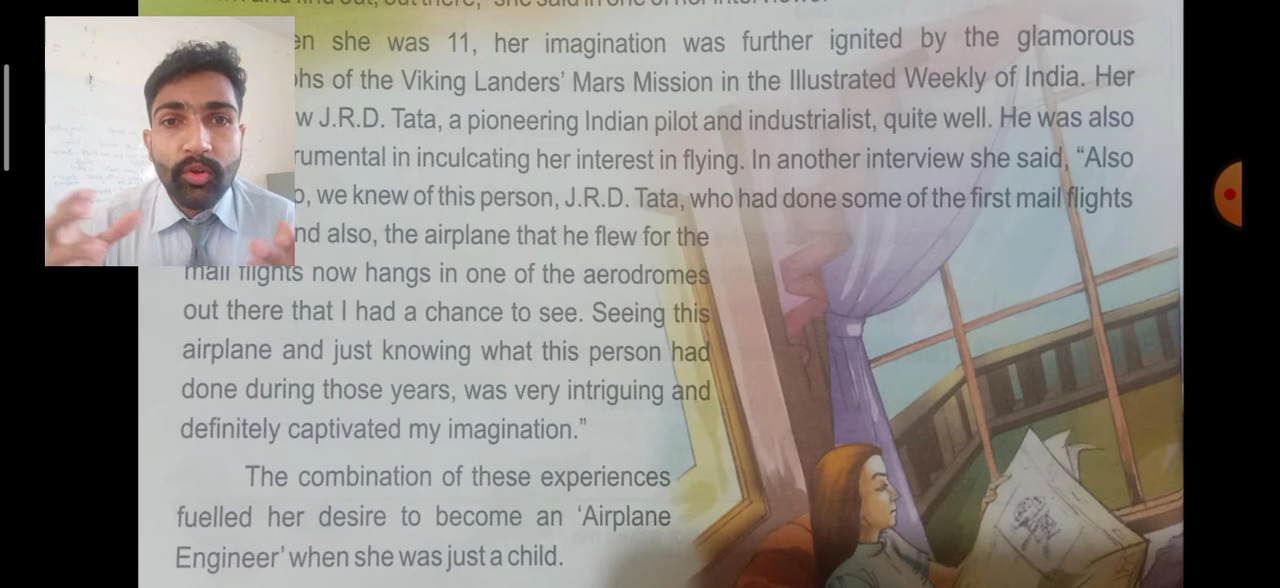 she said in one of her
she was 11, her imagination was further ignited by the glamorous
of the Viking Landers' Mars Mission in the Illustrated Weekly of India. Her
J.R.D. Tata, a pioneering Indian pilot and industrialist, quite well. He was also
in inculcating her interest in flying. In another interview she said, “Also
we knew of this person, J.R.D. Tata, who had done some of the first mail flights
also, the airplane that he flew for the
mail flights now hangs in one of the aerodromes
out there that I had a chance to see. Seeing this
airplane and just knowing what this person had
done during those years, was very intriguing and
definitely captivated my imagination.”
The combination of these experiences
fuelled her desire to become an ‘Airplane
Engineer’ when she was just a child.